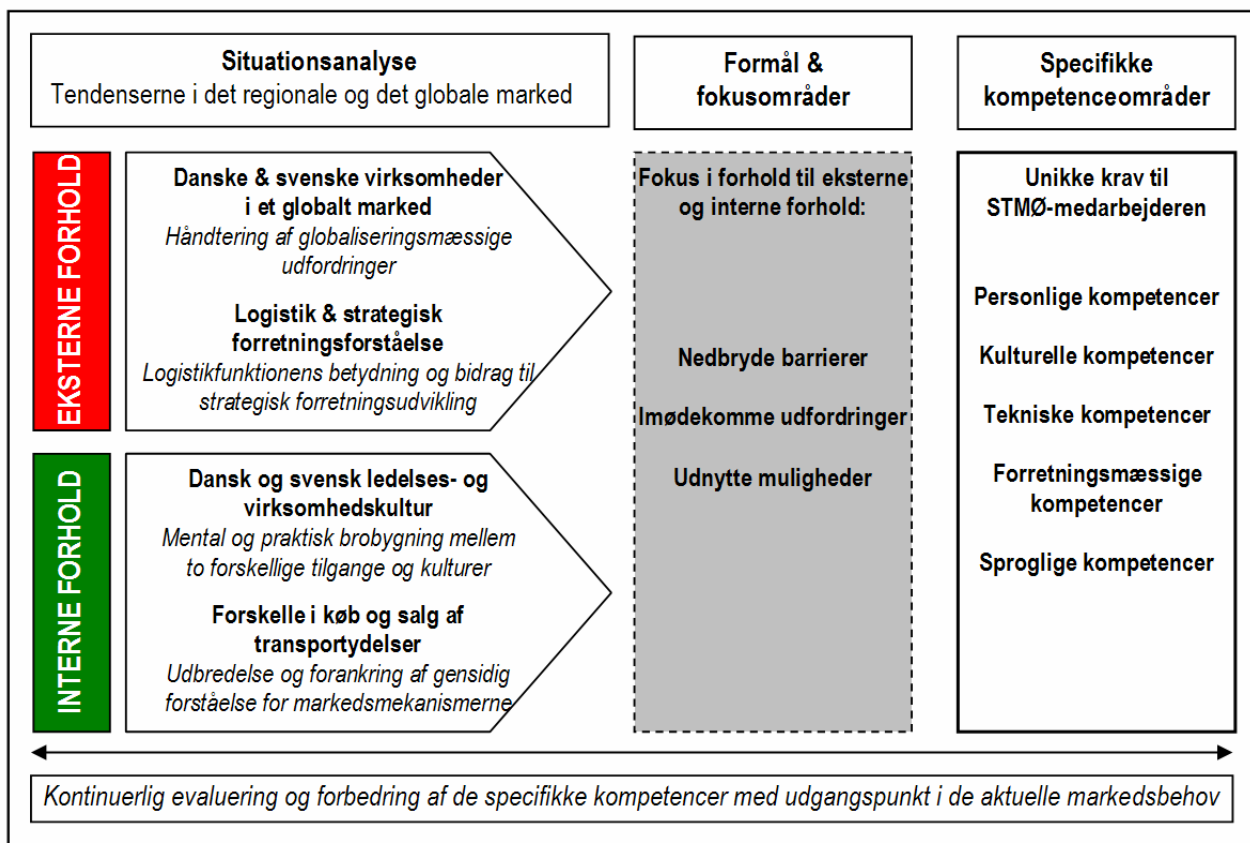 Situationsanalyse
Tendenserne i det regionale og det globale marked
Formål &
fokusområder
Specifikke
kompetenceområder
EKSTERNE FORHOLD
Danske & svenske virksomheder
i et globalt marked
Håndtering af globaliseringsmæssige
udfordringer
Logistik & strategisk
forretningsforståelse
Logistikfunktionens betydning og bidrag til
strategisk forretningsudvikling
INTERNE FORHOLD
Dansk og svensk ledelses- og
virksomhedskultur
Mental og praktisk brobygning mellem
to forskellige tilgange og kulturer
Forskelle i køb og salg af
transportydelser
Udbredelse og forankring af gensidig
forståelse for markedsmekanismerne
Fokus i forhold til eksterne
og interne forhold:
Nedbryde barrierer
Imødekomme udfordringer
Udnytte muligheder
Unikke krav til
STMØ-medarbejderen
Personlige kompetencer
Kulturelle kompetencer
Tekniske kompetencer
Forretningsmæssige
kompetencer
Sproglige kompetencer
Kontinuerlig evaluering og forbedring af de specifikke kompetencer med udgangspunkt i de aktuelle markedsbehov